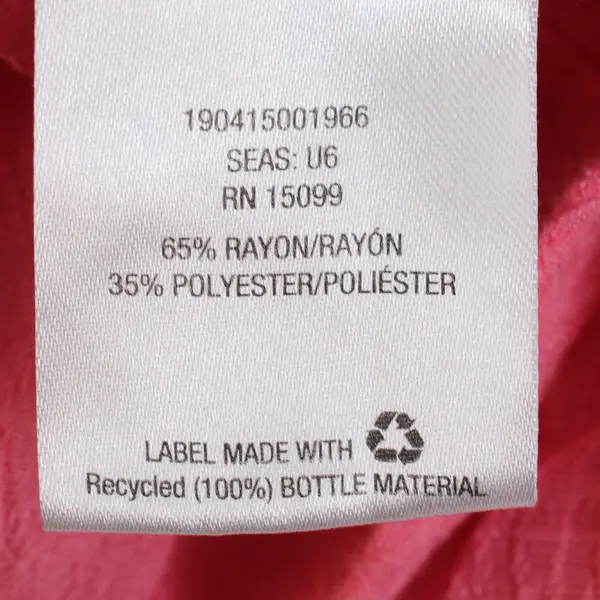 190415001966
SEAS: U6
RN 15099
65% RAYON/RAYÓN
35% POLYESTER/POLIÉSTER
LABEL MADE WITH
Recycled (100%) BOTTLE MATERIAL